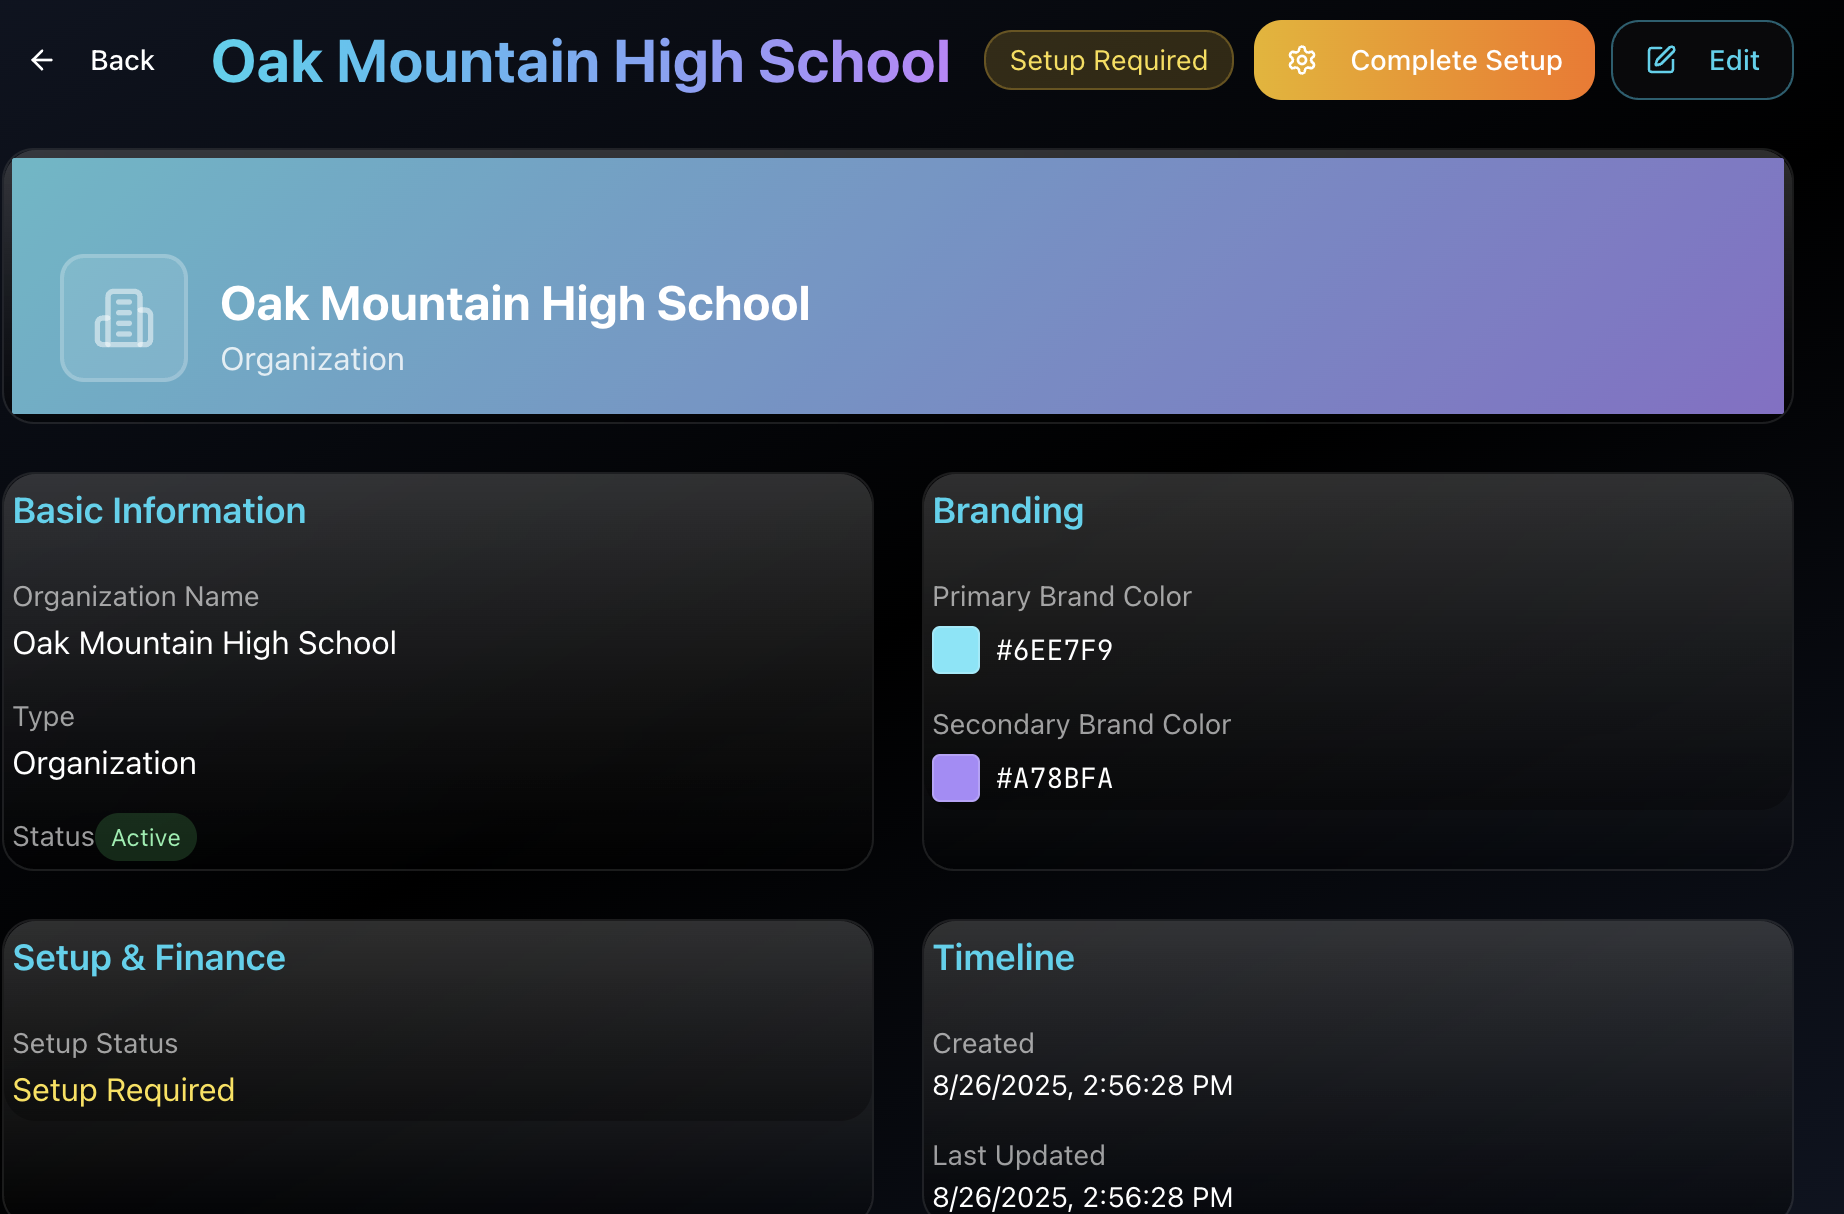 Back
Oak Mountain High School
Setup Required
Complete Setup
Edit
Oak Mountain High School
Organization
Basic Information
Organization Name
Oak Mountain High School
Type
Organization
Status Active
Branding
Primary Brand Color
#6EE7F9
Secondary Brand Color
#A78BFA
Setup & Finance
Setup Status
Setup Required
Timeline
Created
8/26/2025, 2:56:28 PM
Last Updated
8/26/2025, 2:56:28 PM